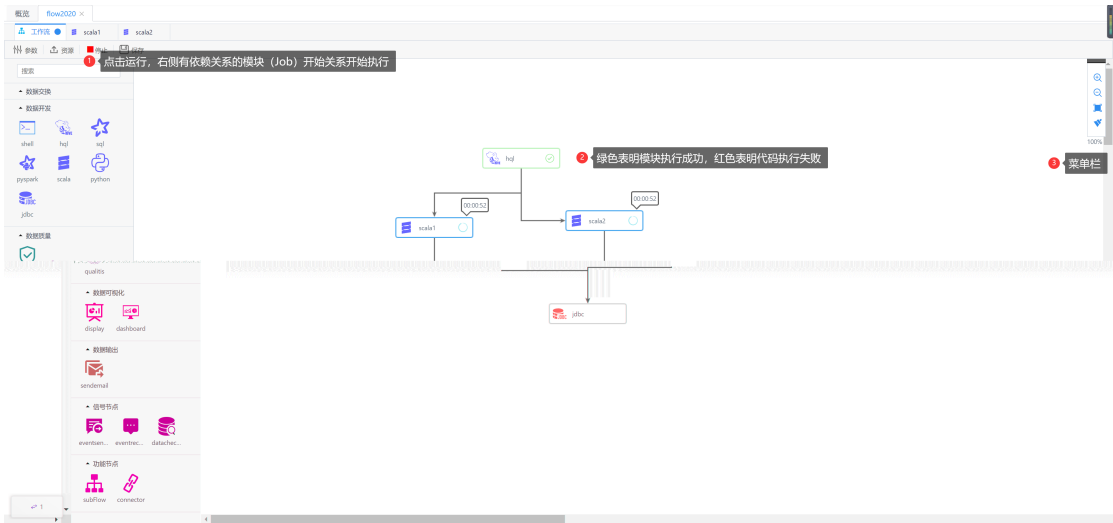 概览 flow2020 ×
工作流 scala1 scala2
参数 资源 停止 保存
1 点击运行，右侧有依赖关系的模块（Job）开始关系开始执行
搜索
数据交换
数据开发
shell hql sql
pyspark scala python
jdbc
数据质量
qualitis
数据可视化
display dashboard
数据输出
sendemail
信号节点
eventsen... eventrec... datachec...
功能节点
subFlow connector
1
hql
2 绿色表明模块执行成功，红色表明代码执行失败
00:00:52
00:00:52
scala1
scala2
jdbc
100%
3 菜单栏